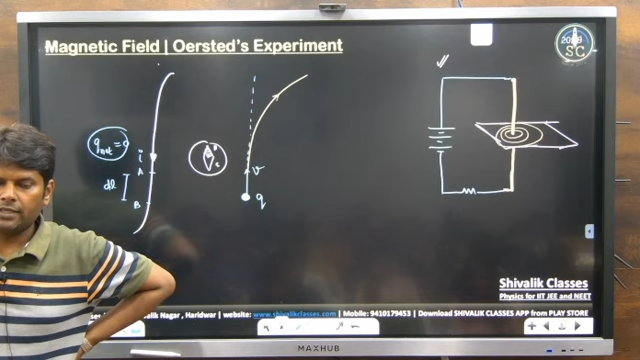 Magnetic Field | Oersted's Experiment
SC
q_net = 0
i
A
dl
B
v
q
Shivalik Classes
Physics for IIT JEE and NEET
alik Nagar, Haridwar | website: www.shivalikclasses.com | Mobile: 9410179453 | Download SHIVALIK CLASSES APP from PLAY STORE
MAXHUB